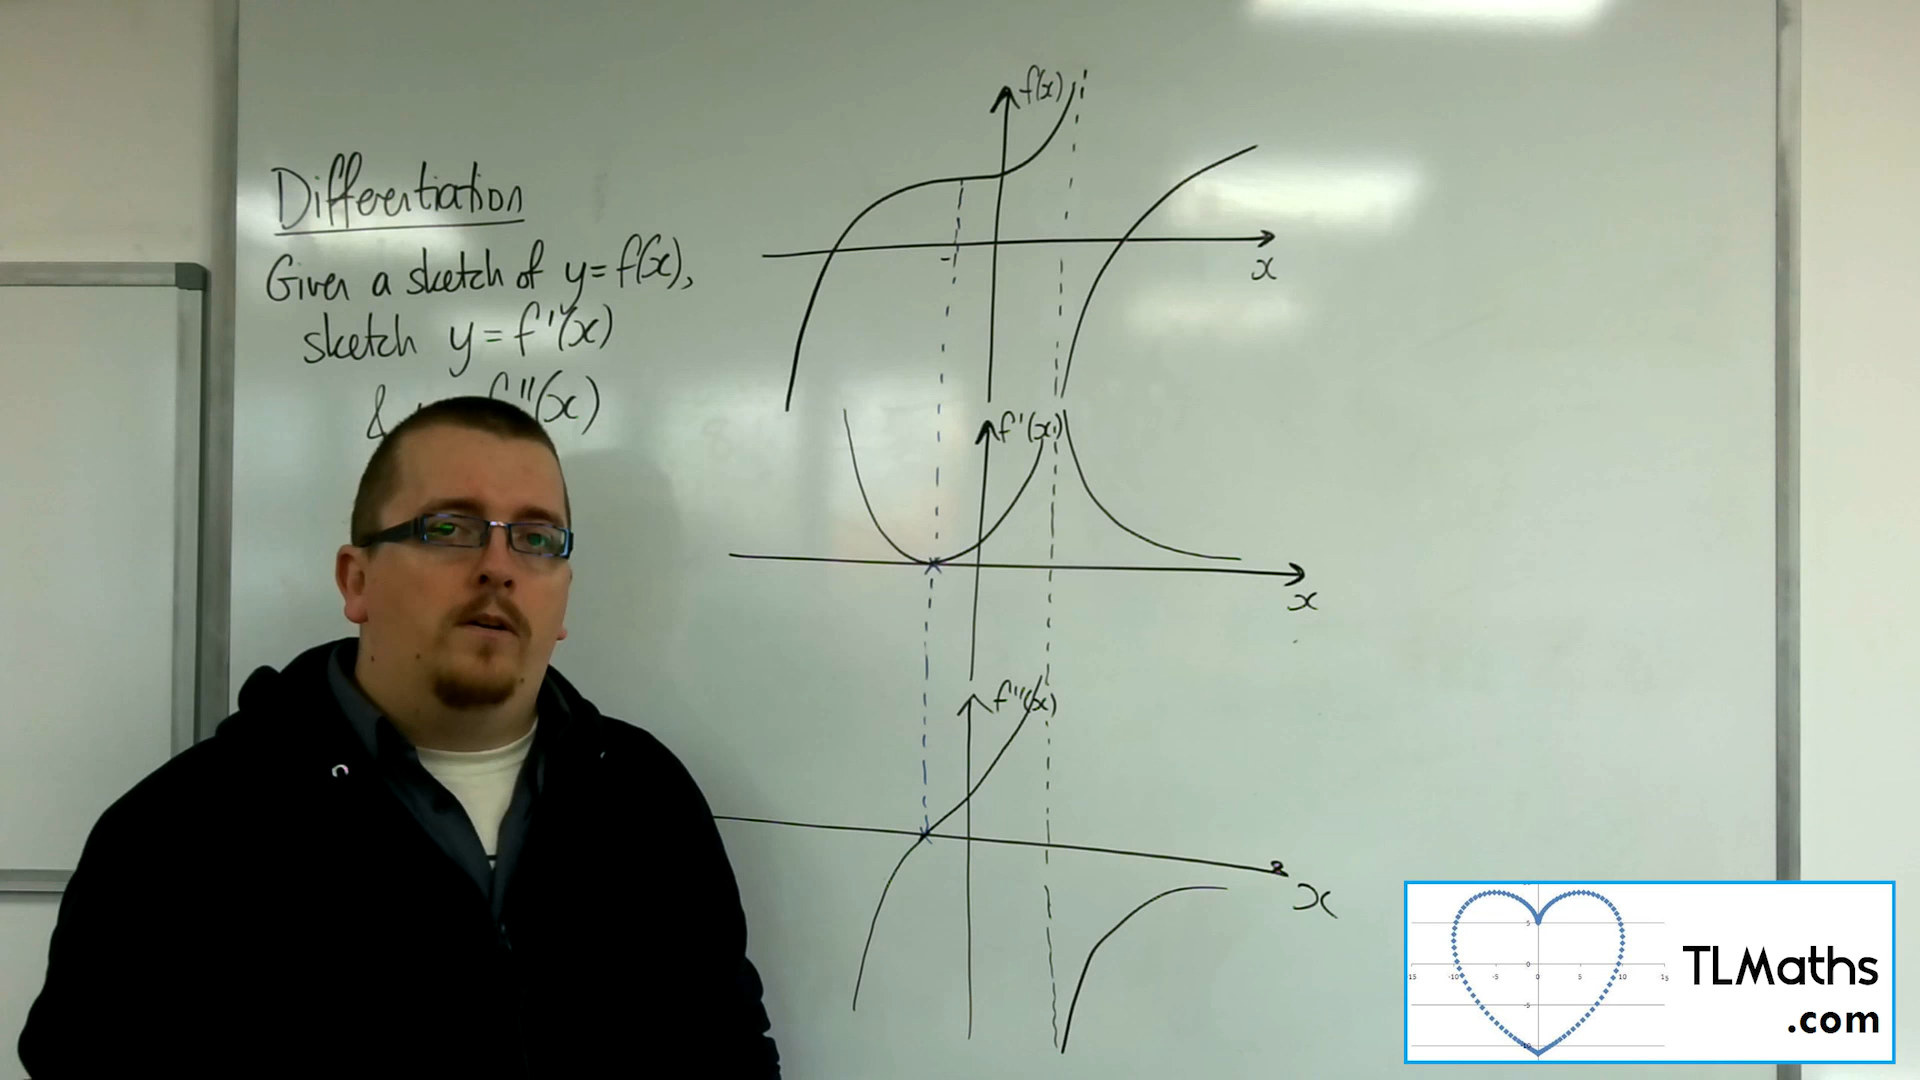 Differentiation
Given a sketch of y=f(x),
sketch y=f'(x)
& f''(x)
f(x)
x
f'(x)
x
f''(x)
x
TLMaths
.com